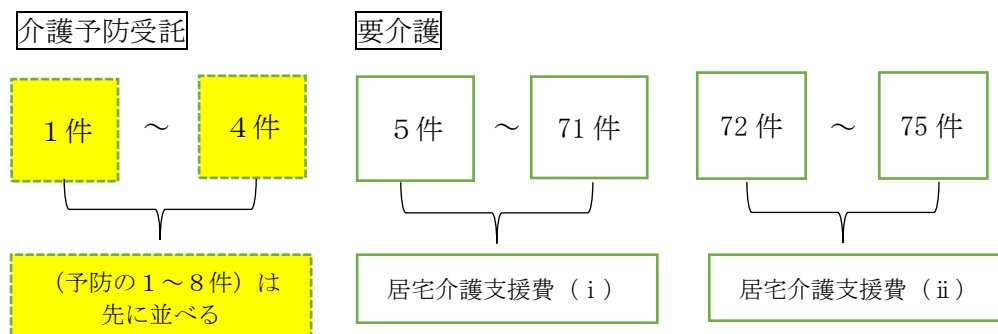 介護予防受託
要介護
1件 ～ 4件
5件 ～ 71件
72件 ～ 75件
(予防の1～8件)は
先に並べる
居宅介護支援費(ⅰ)
居宅介護支援費(ⅱ)